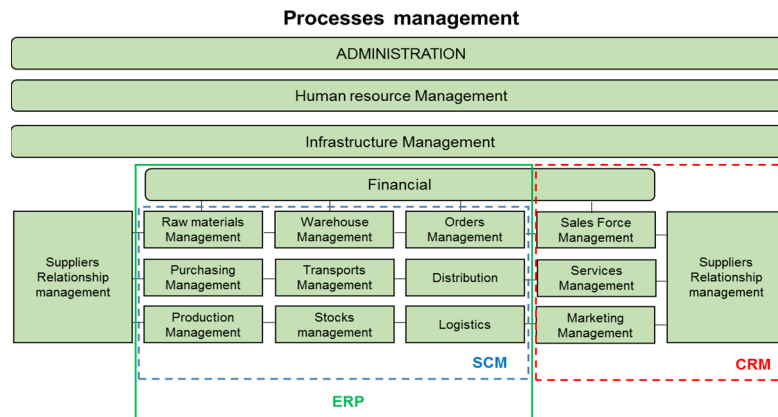 Processes management
ADMINISTRATION
Human resource Management
Infrastructure Management
Financial
Suppliers
Relationship
management
Raw materials
Management
Warehouse
Management
Orders
Management
Sales Force
Management
Suppliers
Relationship
management
Purchasing
Management
Transports
Management
Distribution
Services
Management
Production
Management
Stocks
management
Logistics
Marketing
Management
SCM
CRM
ERP